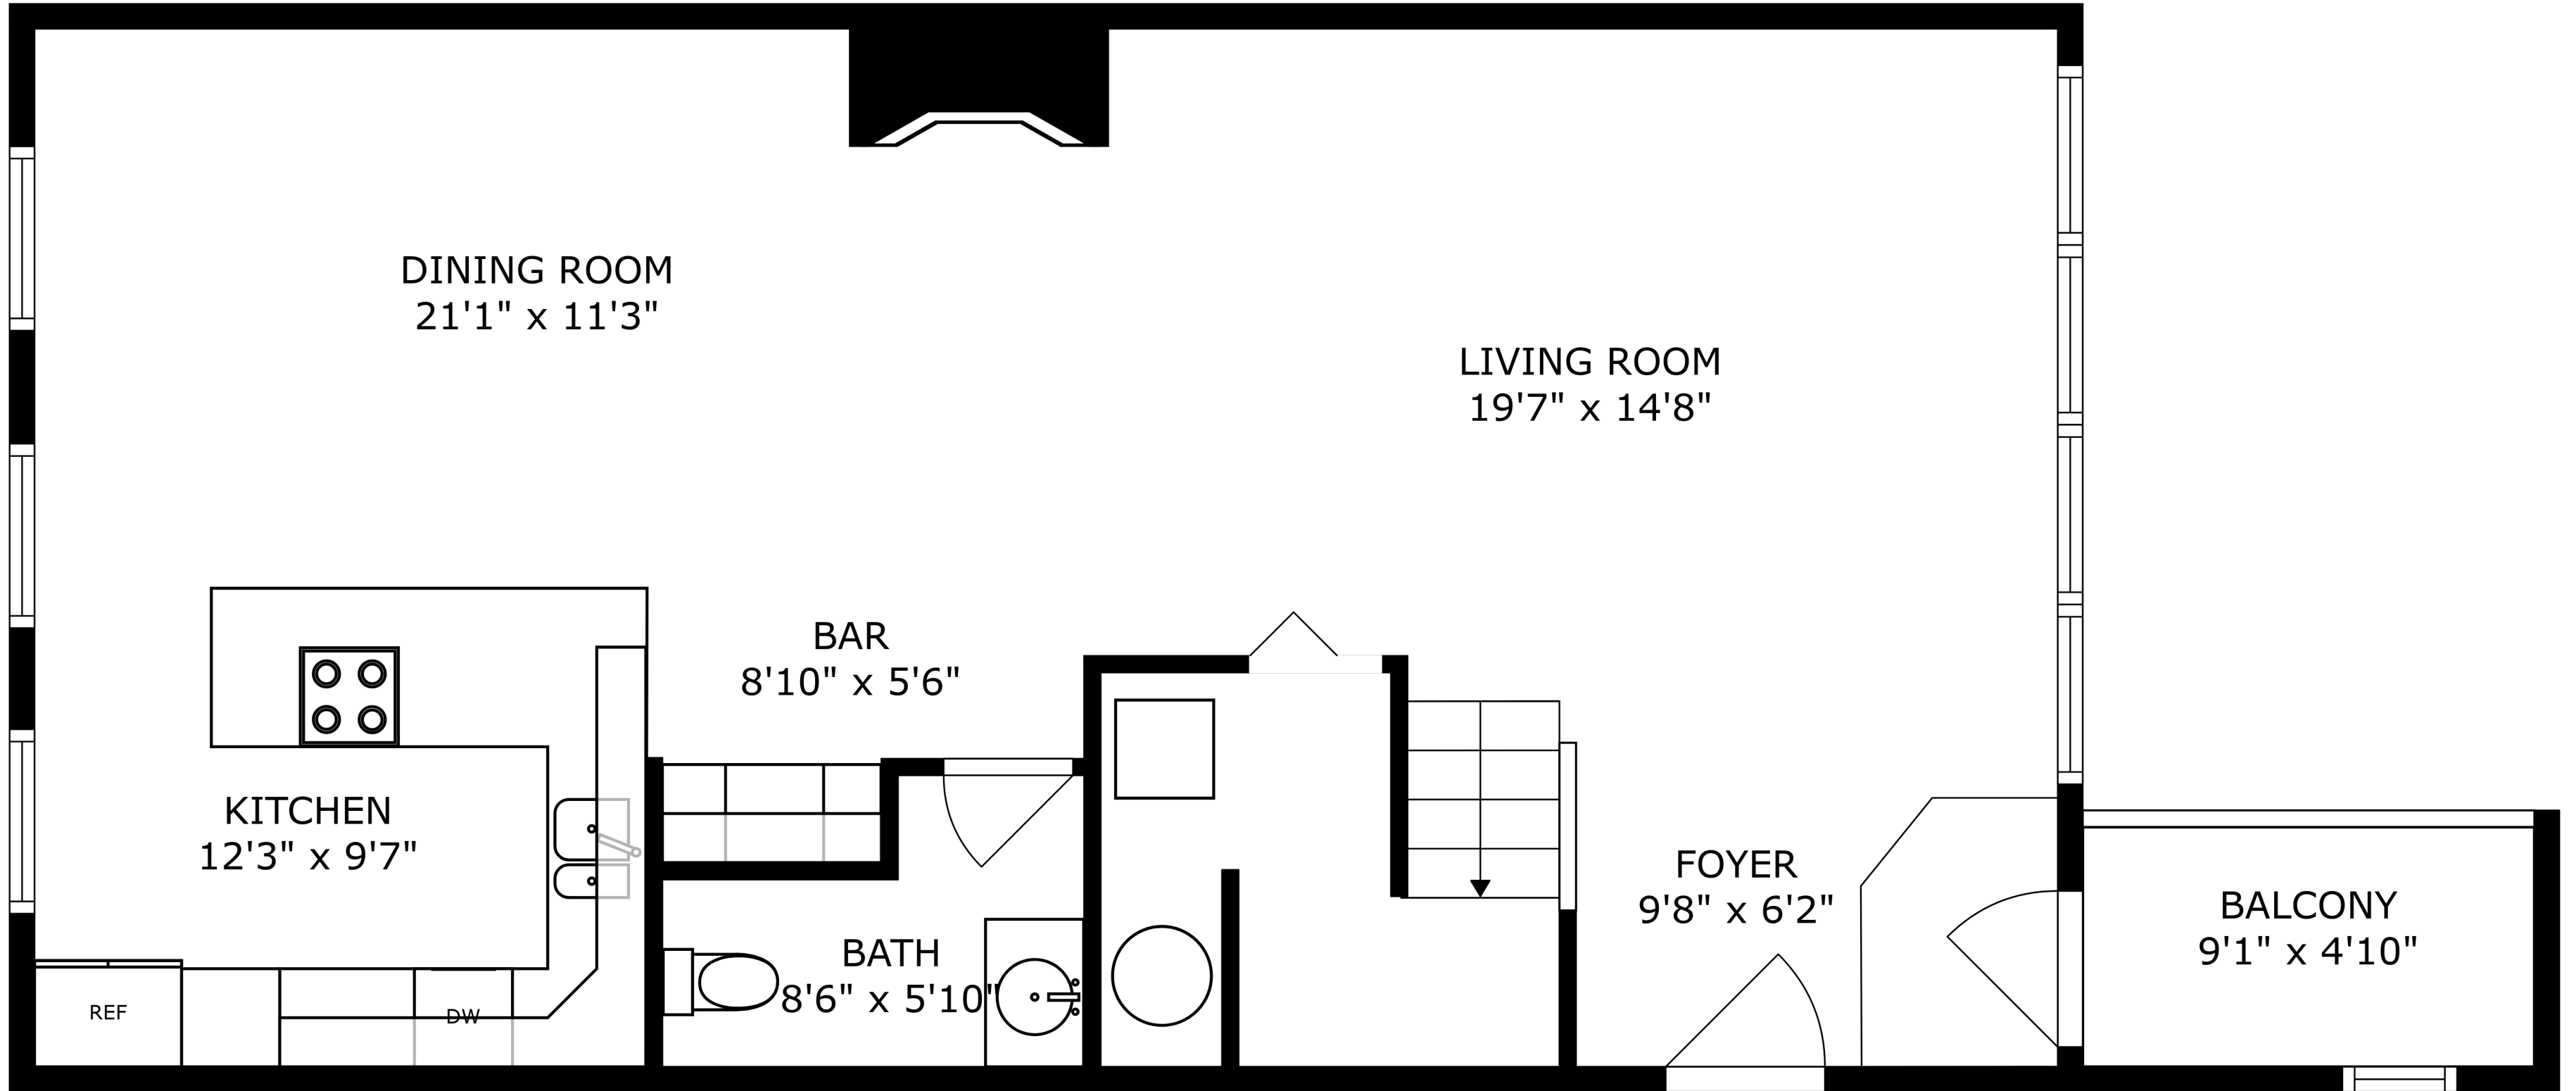 DINING ROOM
21'1" x 11'3"
LIVING ROOM
19'7" x 14'8"
BAR
8'10" x 5'6"
KITCHEN
12'3" x 9'7"
FOYER
9'8" x 6'2"
BALCONY
9'1" x 4'10"
BATH
8'6" x 5'10"
REF
DW